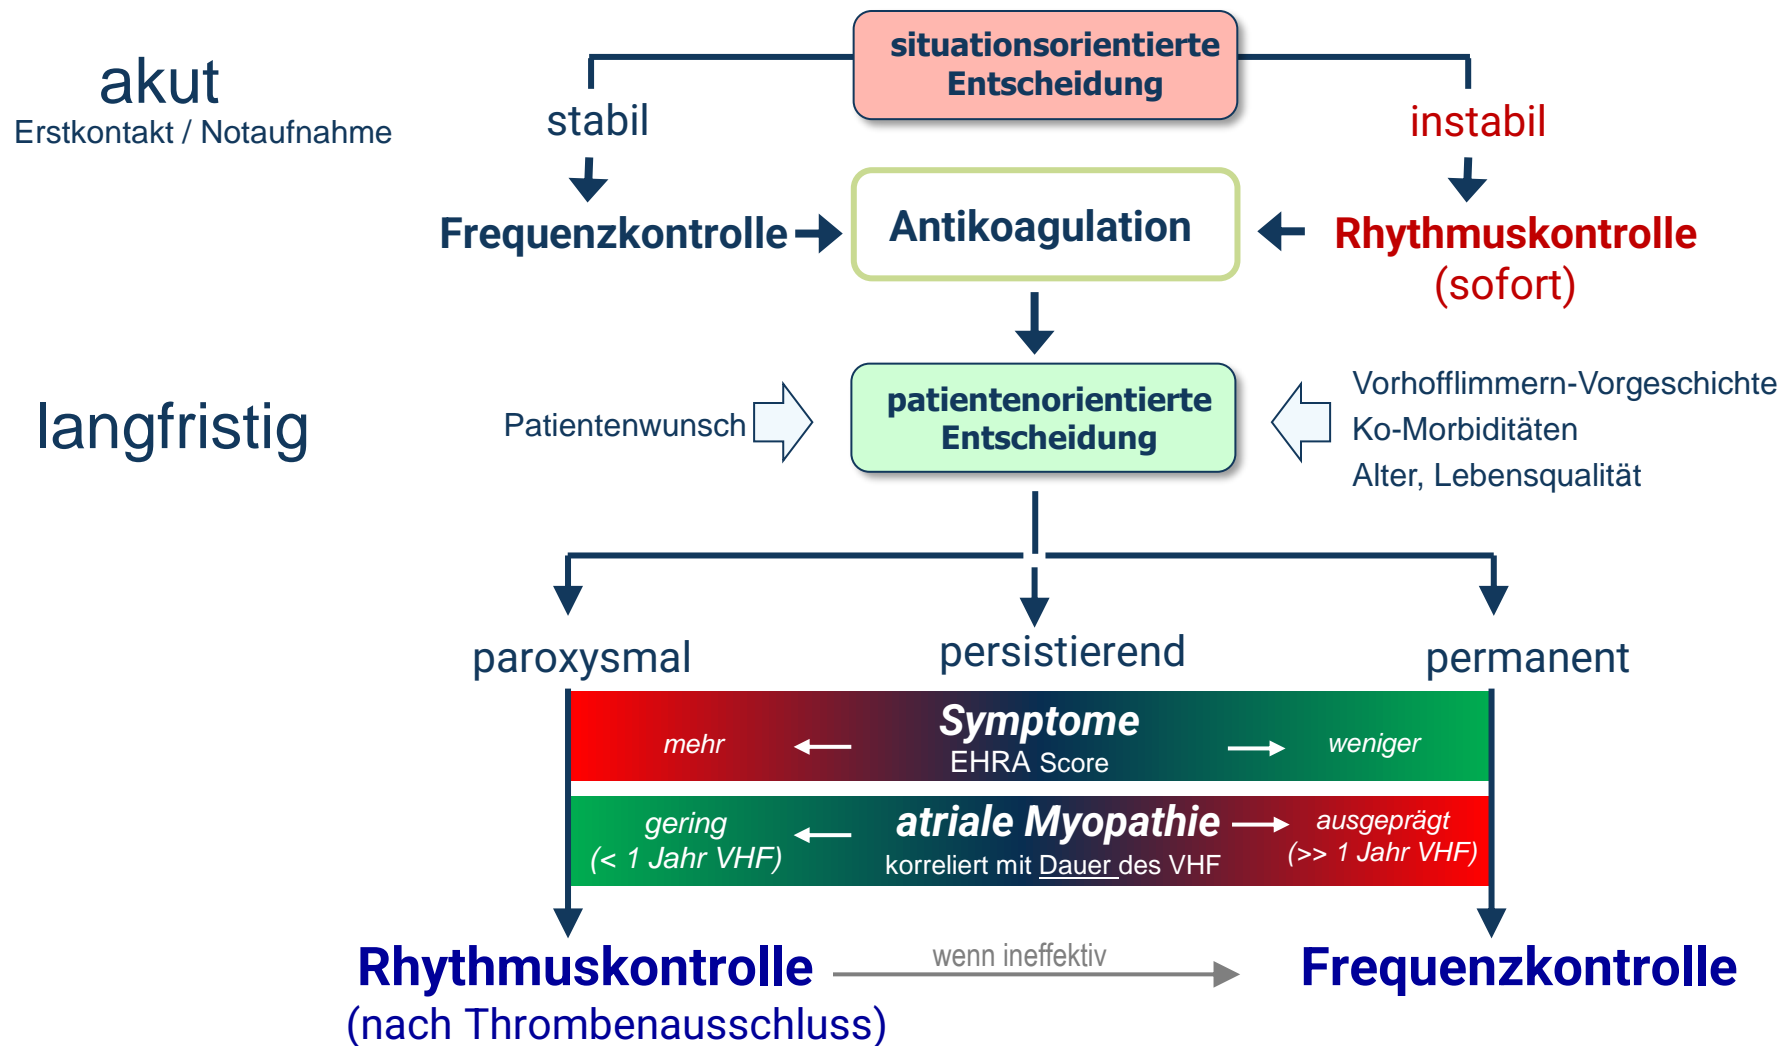 situationsorientierte
Entscheidung
akut
Erstkontakt / Notaufnahme
stabil
instabil
Frequenzkontrolle
Antikoagulation
Rhythmuskontrolle
(sofort)
langfristig
Patientenwunsch
patientenorientierte
Entscheidung
Vorhofflimmern-Vorgeschichte
Ko-Morbiditäten
Alter, Lebensqualität
paroxysmal
persistierend
permanent
mehr
Symptome
EHRA Score
weniger
gering
(< 1 Jahr VHF)
atriale Myopathie
korreliert mit Dauer des VHF
ausgeprägt
(>> 1 Jahr VHF)
Rhythmuskontrolle
(nach Thrombenausschluss)
wenn ineffektiv
Frequenzkontrolle